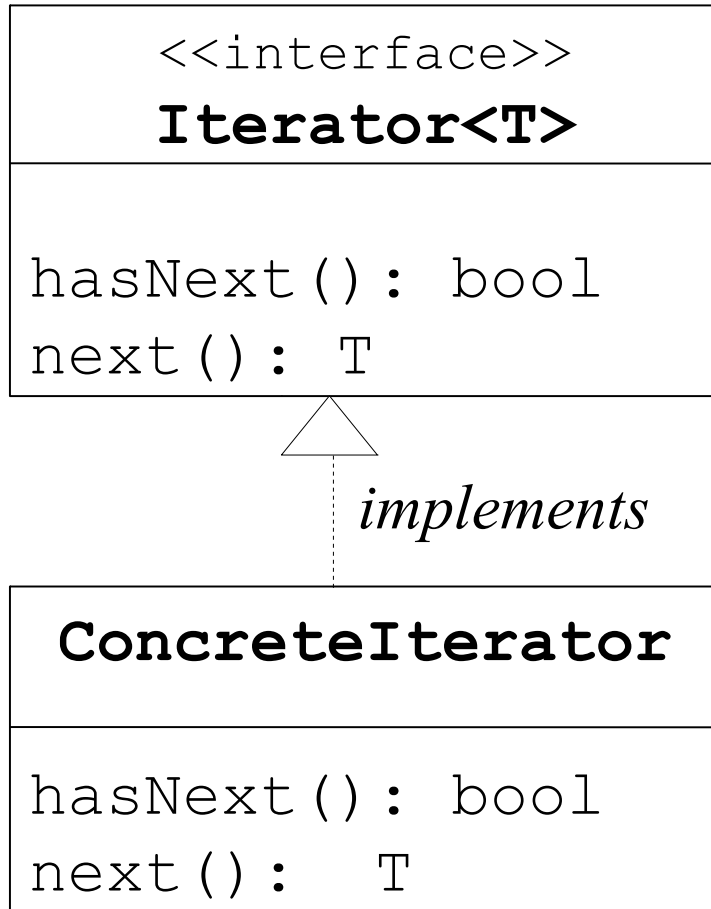 <<interface>>
Iterator<T>
hasNext(): bool
next(): T
implements
ConcreteIterator
hasNext(): bool
next():  T